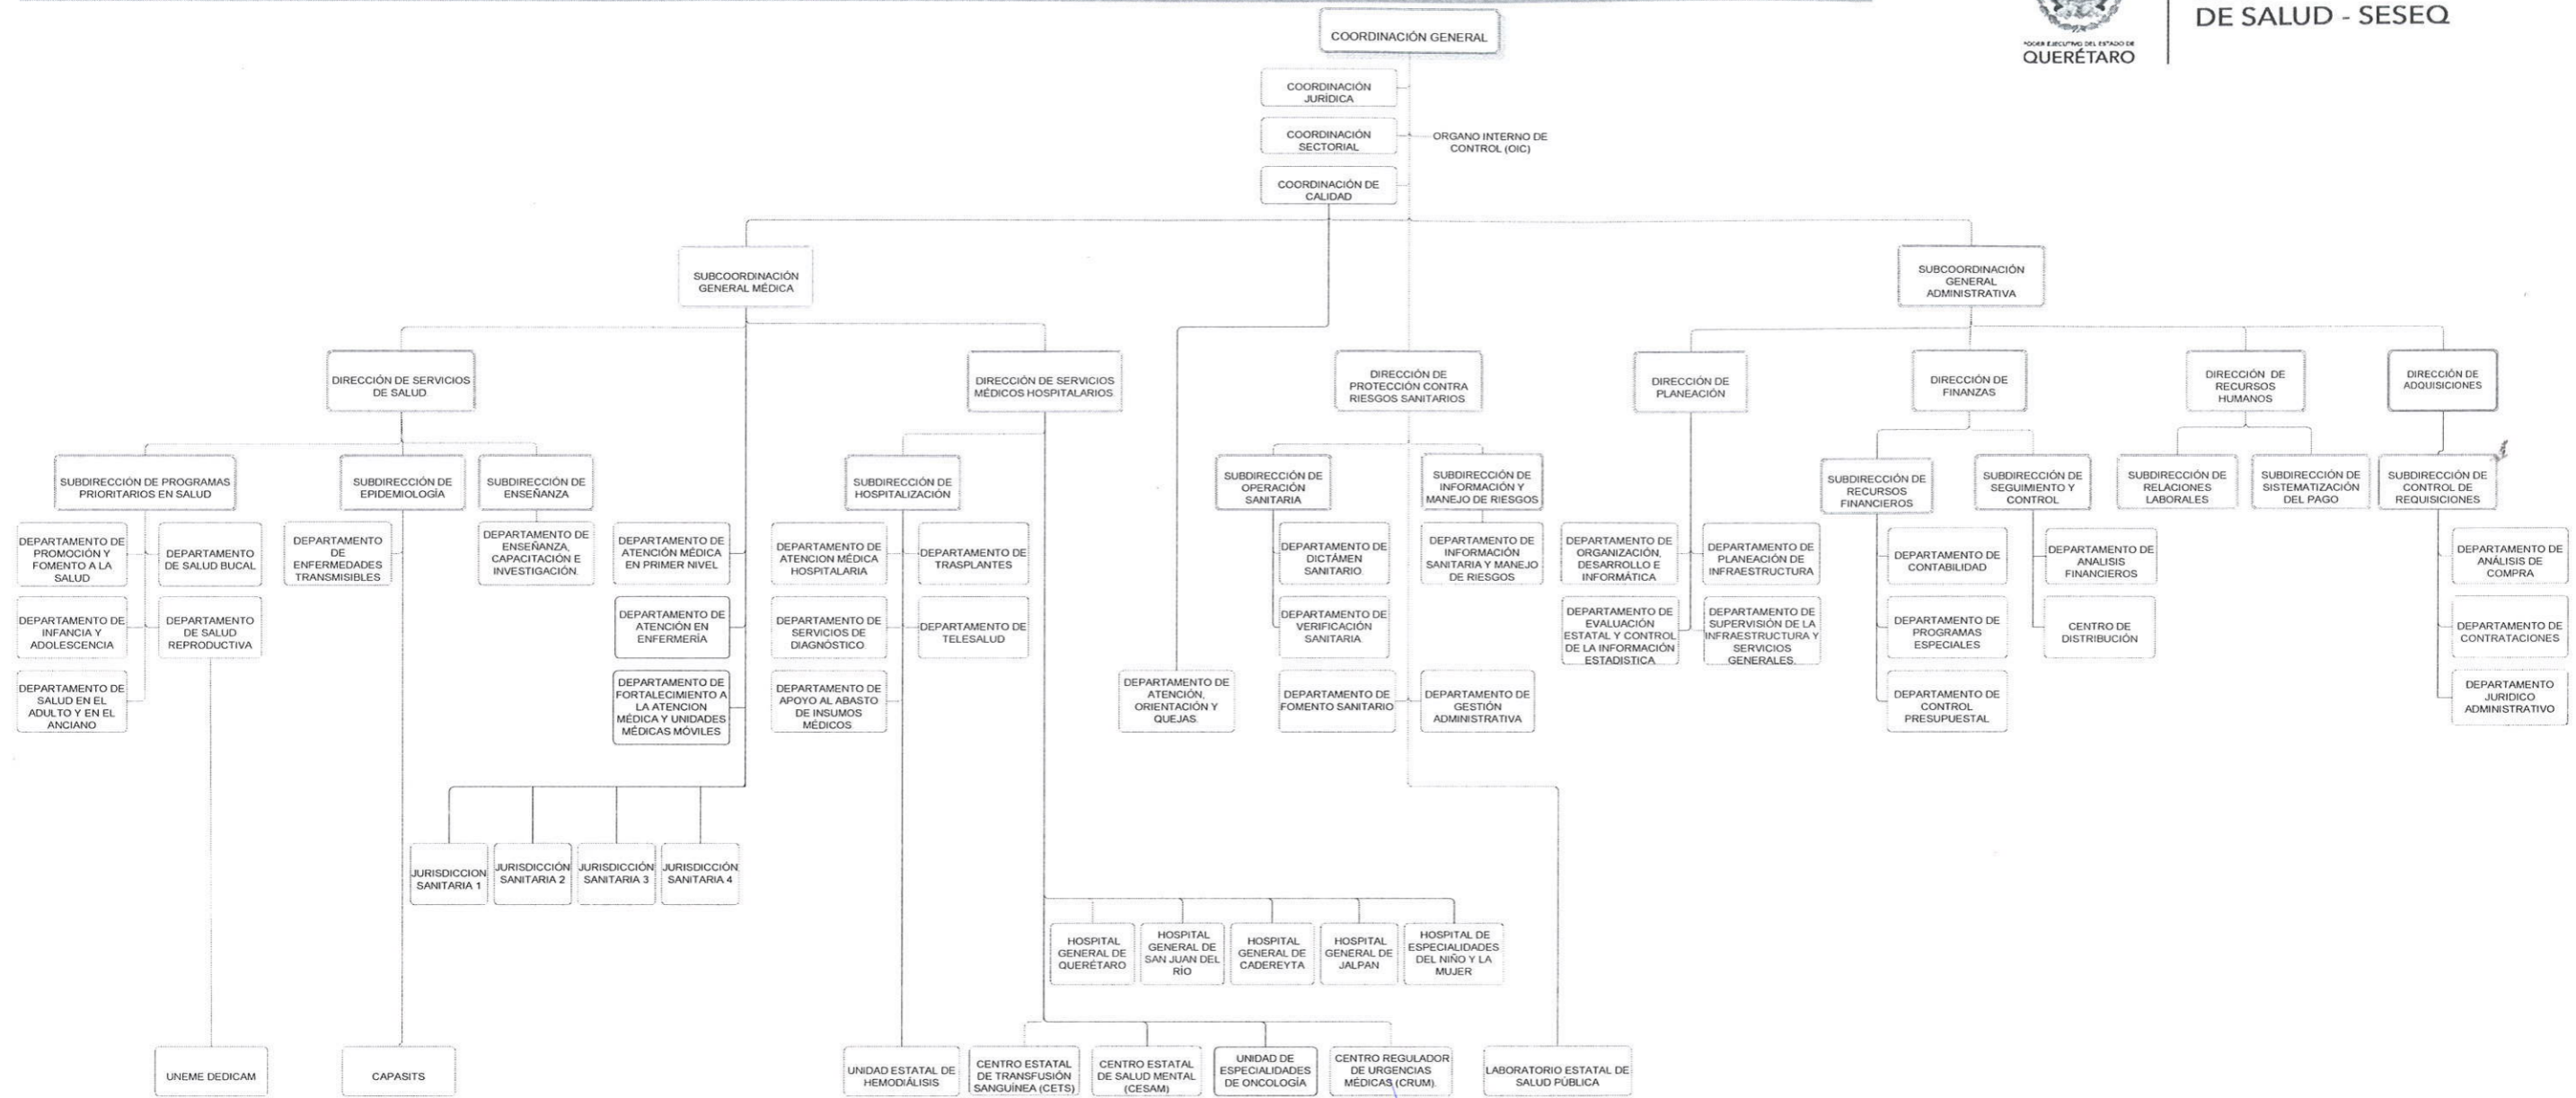 DE SALUD - SESEQ
PODER EJECUTIVO DEL ESTADO DE
QUERÉTARO
COORDINACIÓN GENERAL
COORDINACIÓN
JURÍDICA
COORDINACIÓN
SECTORIAL
ORGANO INTERNO DE
CONTROL (OIC)
COORDINACIÓN DE
CALIDAD
SUBCOORDINACIÓN
GENERAL MÉDICA
SUBCOORDINACIÓN
GENERAL
ADMINISTRATIVA
DIRECCIÓN DE SERVICIOS
DE SALUD
DIRECCIÓN DE SERVICIOS
MÉDICOS HOSPITALARIOS.
DIRECCIÓN DE
PROTECCIÓN CONTRA
RIESGOS SANITARIOS.
DIRECCIÓN DE
PLANEACIÓN
DIRECCIÓN DE
FINANZAS
DIRECCIÓN DE
RECURSOS
HUMANOS
DIRECCIÓN DE
ADQUISICIONES
SUBDIRECCIÓN DE PROGRAMAS
PRIORITARIOS EN SALUD
SUBDIRECCIÓN DE
EPIDEMIOLOGÍA
SUBDIRECCIÓN DE
ENSEÑANZA
SUBDIRECCIÓN DE
HOSPITALIZACIÓN
SUBDIRECCIÓN DE
OPERACIÓN
SANITARIA
SUBDIRECCIÓN DE
INFORMACIÓN Y
MANEJO DE RIESGOS
SUBDIRECCIÓN DE
RECURSOS
FINANCIEROS
SUBDIRECCIÓN DE
SEGUIMIENTO Y
CONTROL
SUBDIRECCIÓN DE
RELACIONES
LABORALES
SUBDIRECCIÓN DE
SISTEMATIZACIÓN
DEL PAGO
SUBDIRECCIÓN DE
CONTROL DE
REQUISICIONES
DEPARTAMENTO DE
PROMOCIÓN Y
FOMENTO A LA
SALUD
DEPARTAMENTO
DE SALUD BUCAL
DEPARTAMENTO
DE
ENFERMEDADES
TRANSMISIBLES
DEPARTAMENTO DE
ENSEÑANZA,
CAPACITACIÓN E
INVESTIGACIÓN.
DEPARTAMENTO DE
ATENCIÓN MÉDICA
EN PRIMER NIVEL
DEPARTAMENTO DE
ATENCION MÉDICA
HOSPITALARIA
DEPARTAMENTO DE
TRASPLANTES
DEPARTAMENTO DE
DICTÁMEN
SANITARIO.
DEPARTAMENTO DE
INFORMACIÓN
SANITARIA Y MANEJO
DE RIESGOS
DEPARTAMENTO DE
ORGANIZACIÓN,
DESARROLLO E
INFORMÁTICA
DEPARTAMENTO DE
PLANEACIÓN DE
INFRAESTRUCTURA
DEPARTAMENTO DE
CONTABILIDAD
DEPARTAMENTO DE
ANALISIS
FINANCIEROS
DEPARTAMENTO DE
ANÁLISIS DE
COMPRA
DEPARTAMENTO DE
INFANCIA Y
ADOLESCENCIA
DEPARTAMENTO
DE SALUD
REPRODUCTIVA
DEPARTAMENTO DE
ATENCIÓN EN
ENFERMERÍA
DEPARTAMENTO DE
SERVICIOS DE
DIAGNÓSTICO.
DEPARTAMENTO DE
TELESALUD
DEPARTAMENTO DE
VERIFICACIÓN
SANITARIA.
DEPARTAMENTO DE
EVALUACIÓN
ESTATAL Y CONTROL
DE LA INFORMACIÓN
ESTADISTICA
DEPARTAMENTO DE
SUPERVISIÓN DE LA
INFRAESTRUCTURA Y
SERVICIOS
GENERALES.
DEPARTAMENTO DE
PROGRAMAS
ESPECIALES
CENTRO DE
DISTRIBUCIÓN
DEPARTAMENTO DE
CONTRATACIONES
DEPARTAMENTO DE
SALUD EN EL
ADULTO Y EN EL
ANCIANO
DEPARTAMENTO DE
FORTALECIMIENTO A
LA ATENCION
MÉDICA Y UNIDADES
MÉDICAS MÓVILES
DEPARTAMENTO DE
APOYO AL ABASTO
DE INSUMOS
MÉDICOS
DEPARTAMENTO DE
ATENCIÓN,
ORIENTACIÓN Y
QUEJAS.
DEPARTAMENTO DE
FOMENTO SANITARIO
DEPARTAMENTO DE
GESTIÓN
ADMINISTRATIVA
DEPARTAMENTO DE
CONTROL
PRESUPUESTAL
DEPARTAMENTO
JURIDICO
ADMINISTRATIVO
JURISDICCION
SANITARIA 1
JURISDICCIÓN
SANITARIA 2
JURISDICCIÓN
SANITARIA 3
JURISDICCIÓN
SANITARIA 4
HOSPITAL
GENERAL DE
QUERÉTARO
HOSPITAL
GENERAL DE
SAN JUAN DEL
RÍO
HOSPITAL
GENERAL DE
CADEREYTA
HOSPITAL
GENERAL DE
JALPAN
HOSPITAL DE
ESPECIALIDADES
DEL NIÑO Y LA
MUJER
UNEME DEDICAM
CAPASITS
UNIDAD ESTATAL DE
HEMODIÁLISIS
CENTRO ESTATAL
DE TRANSFUSIÓN
SANGUÍNEA (CETS)
CENTRO ESTATAL
DE SALUD MENTAL
(CESAM)
UNIDAD DE
ESPECIALIDADES
DE ONCOLOGÍA
CENTRO REGULADOR
DE URGENCIAS
MÉDICAS (CRUM).
LABORATORIO ESTATAL DE
SALUD PÚBLICA